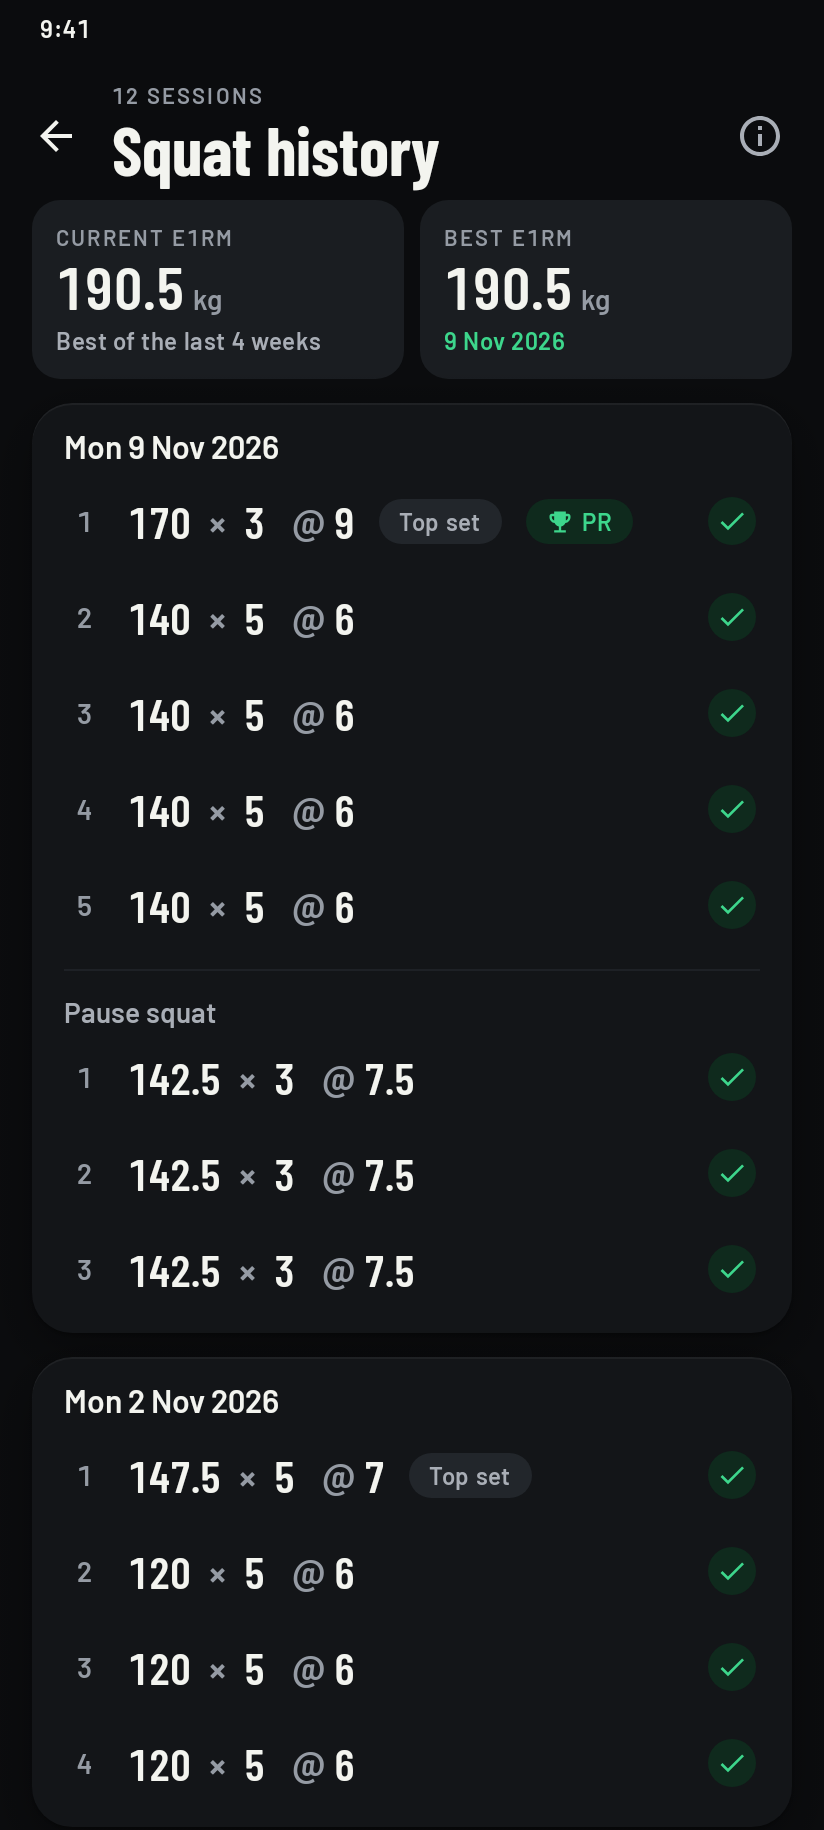 9:41
12 SESSIONS
Squat history
CURRENT E1RM
190.5 kg
Best of the last 4 weeks
BEST E1RM
190.5 kg
9 Nov 2026
Mon 9 Nov 2026
1 170 × 3 @ 9 Top set PR
2 140 × 5 @ 6
3 140 × 5 @ 6
4 140 × 5 @ 6
5 140 × 5 @ 6
Pause squat
1 142.5 × 3 @ 7.5
2 142.5 × 3 @ 7.5
3 142.5 × 3 @ 7.5
Mon 2 Nov 2026
1 147.5 × 5 @ 7 Top set
2 120 × 5 @ 6
3 120 × 5 @ 6
4 120 × 5 @ 6